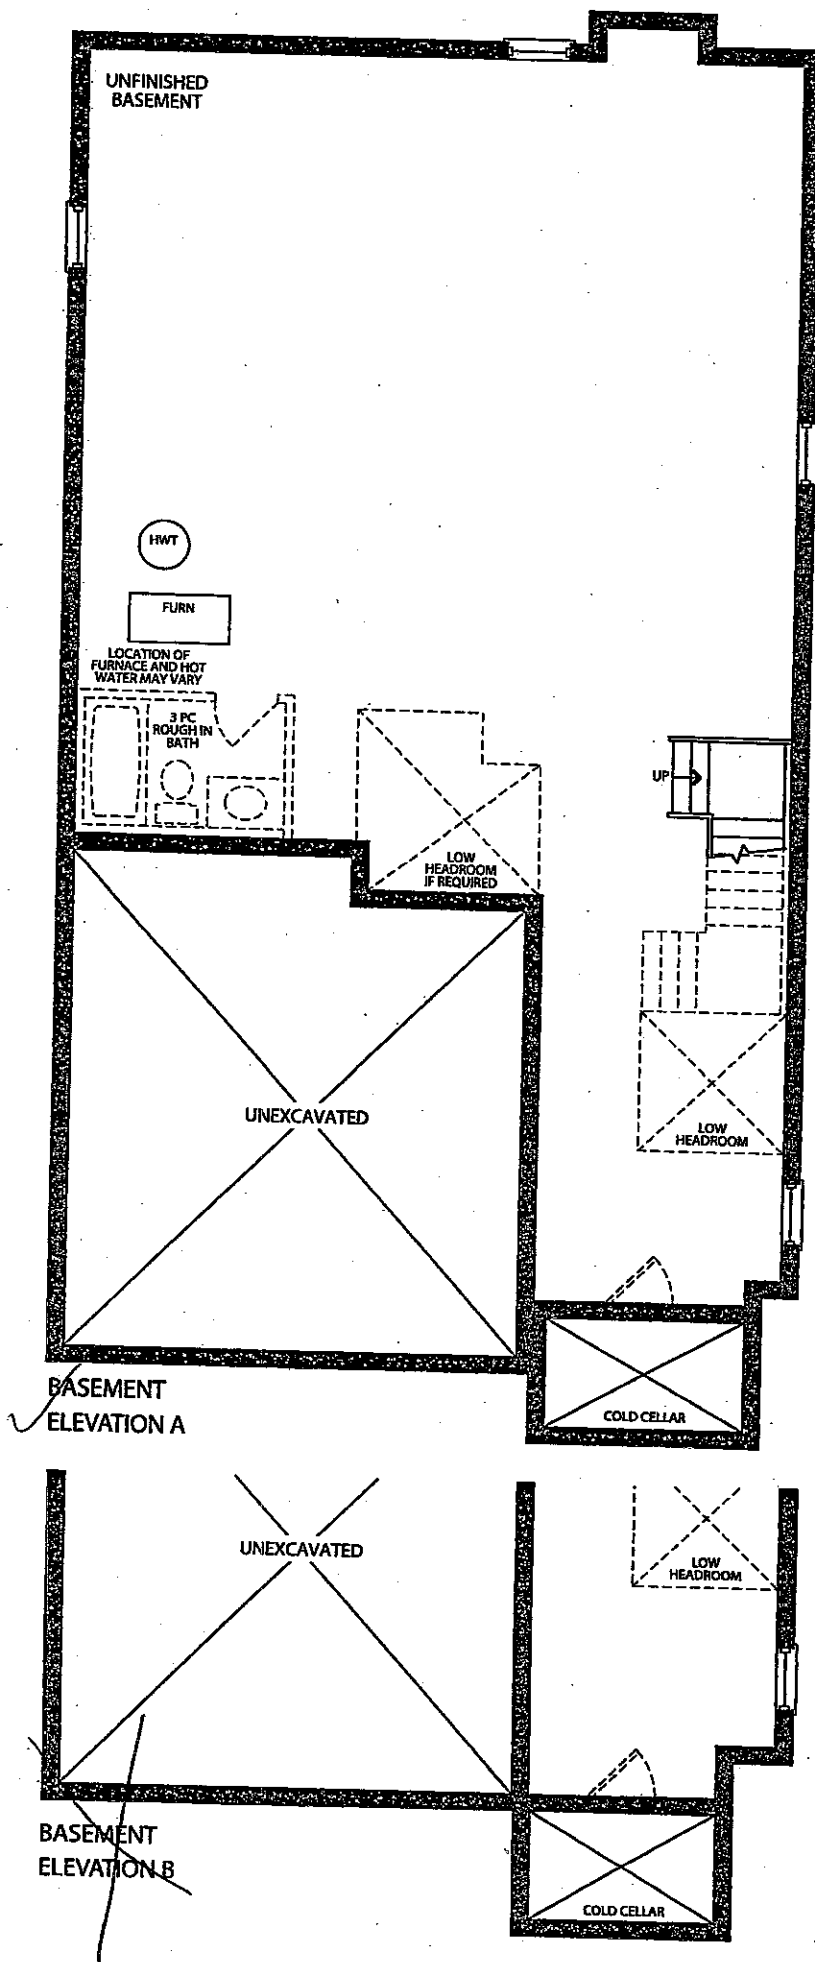 UNFINISHED
BASEMENT
HWT
FURN
LOCATION OF
FURNACE AND HOT
WATER MAY VARY
3 PC
ROUGH IN
BATH
UP
LOW
HEADROOM
IF REQUIRED
UNEXCAVATED
LOW
HEADROOM
COLD CELLAR
BASEMENT
ELEVATION A
UNEXCAVATED
LOW
HEADROOM
BASEMENT
ELEVATION B
COLD CELLAR